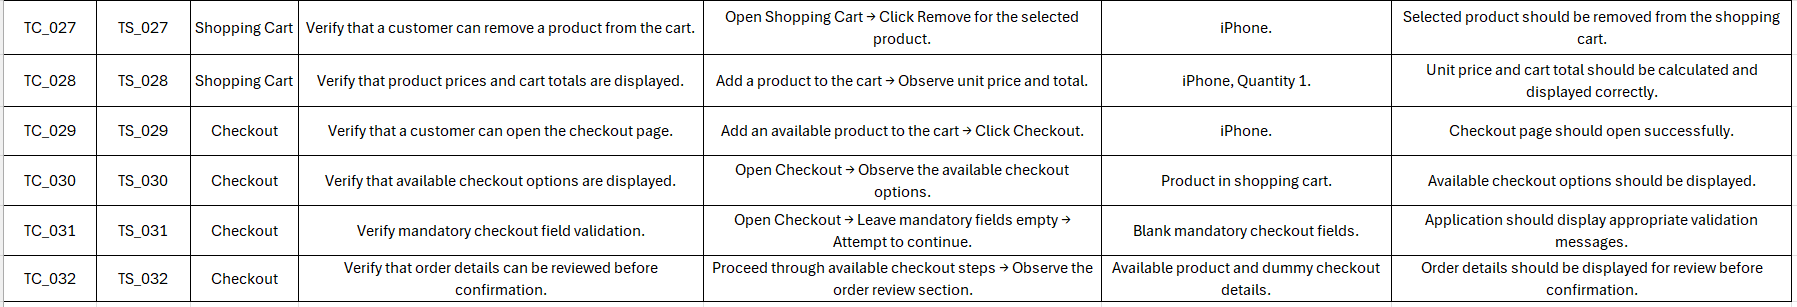 TC_027 TS_027 Shopping Cart Verify that a customer can remove a product from the cart. Open Shopping Cart → Click Remove for the selected product. iPhone. Selected product should be removed from the shopping cart.
TC_028 TS_028 Shopping Cart Verify that product prices and cart totals are displayed. Add a product to the cart → Observe unit price and total. iPhone, Quantity 1. Unit price and cart total should be calculated and displayed correctly.
TC_029 TS_029 Checkout Verify that a customer can open the checkout page. Add an available product to the cart → Click Checkout. iPhone. Checkout page should open successfully.
TC_030 TS_030 Checkout Verify that available checkout options are displayed. Open Checkout → Observe the available checkout options. Product in shopping cart. Available checkout options should be displayed.
TC_031 TS_031 Checkout Verify mandatory checkout field validation. Open Checkout → Leave mandatory fields empty → Attempt to continue. Blank mandatory checkout fields. Application should display appropriate validation messages.
TC_032 TS_032 Checkout Verify that order details can be reviewed before confirmation. Proceed through available checkout steps → Observe the order review section. Available product and dummy checkout details. Order details should be displayed for review before confirmation.